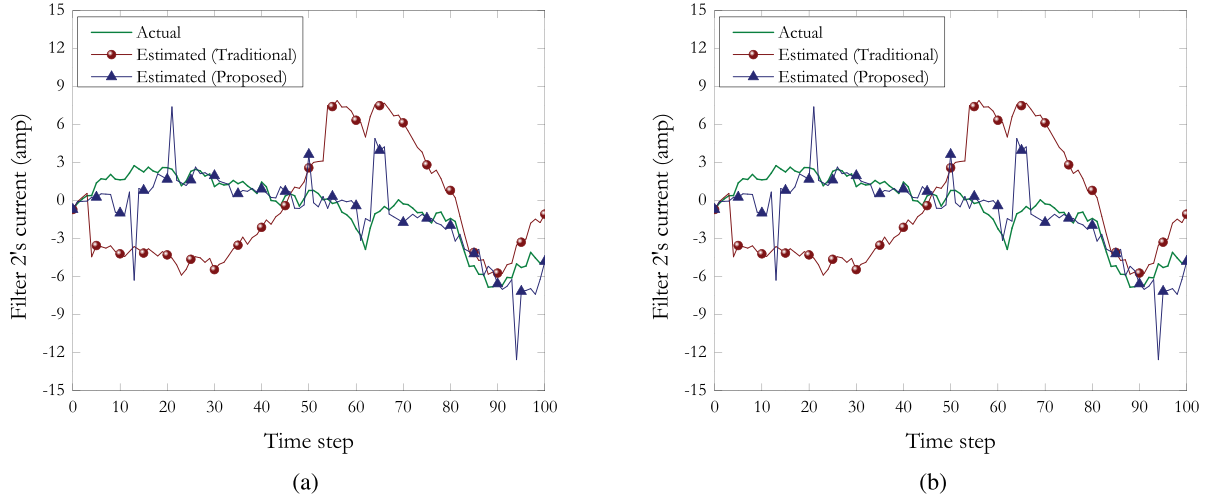 15
12
9
6
3
0
-3
-6
-9
-12
-15
Filter 2's current (amp)
Actual
Estimated (Traditional)
Estimated (Proposed)
0 10 20 30 40 50 60 70 80 90 100
Time step
(a)
15
12
9
6
3
0
-3
-6
-9
-12
-15
Filter 2's current (amp)
Actual
Estimated (Traditional)
Estimated (Proposed)
0 10 20 30 40 50 60 70 80 90 100
Time step
(b)